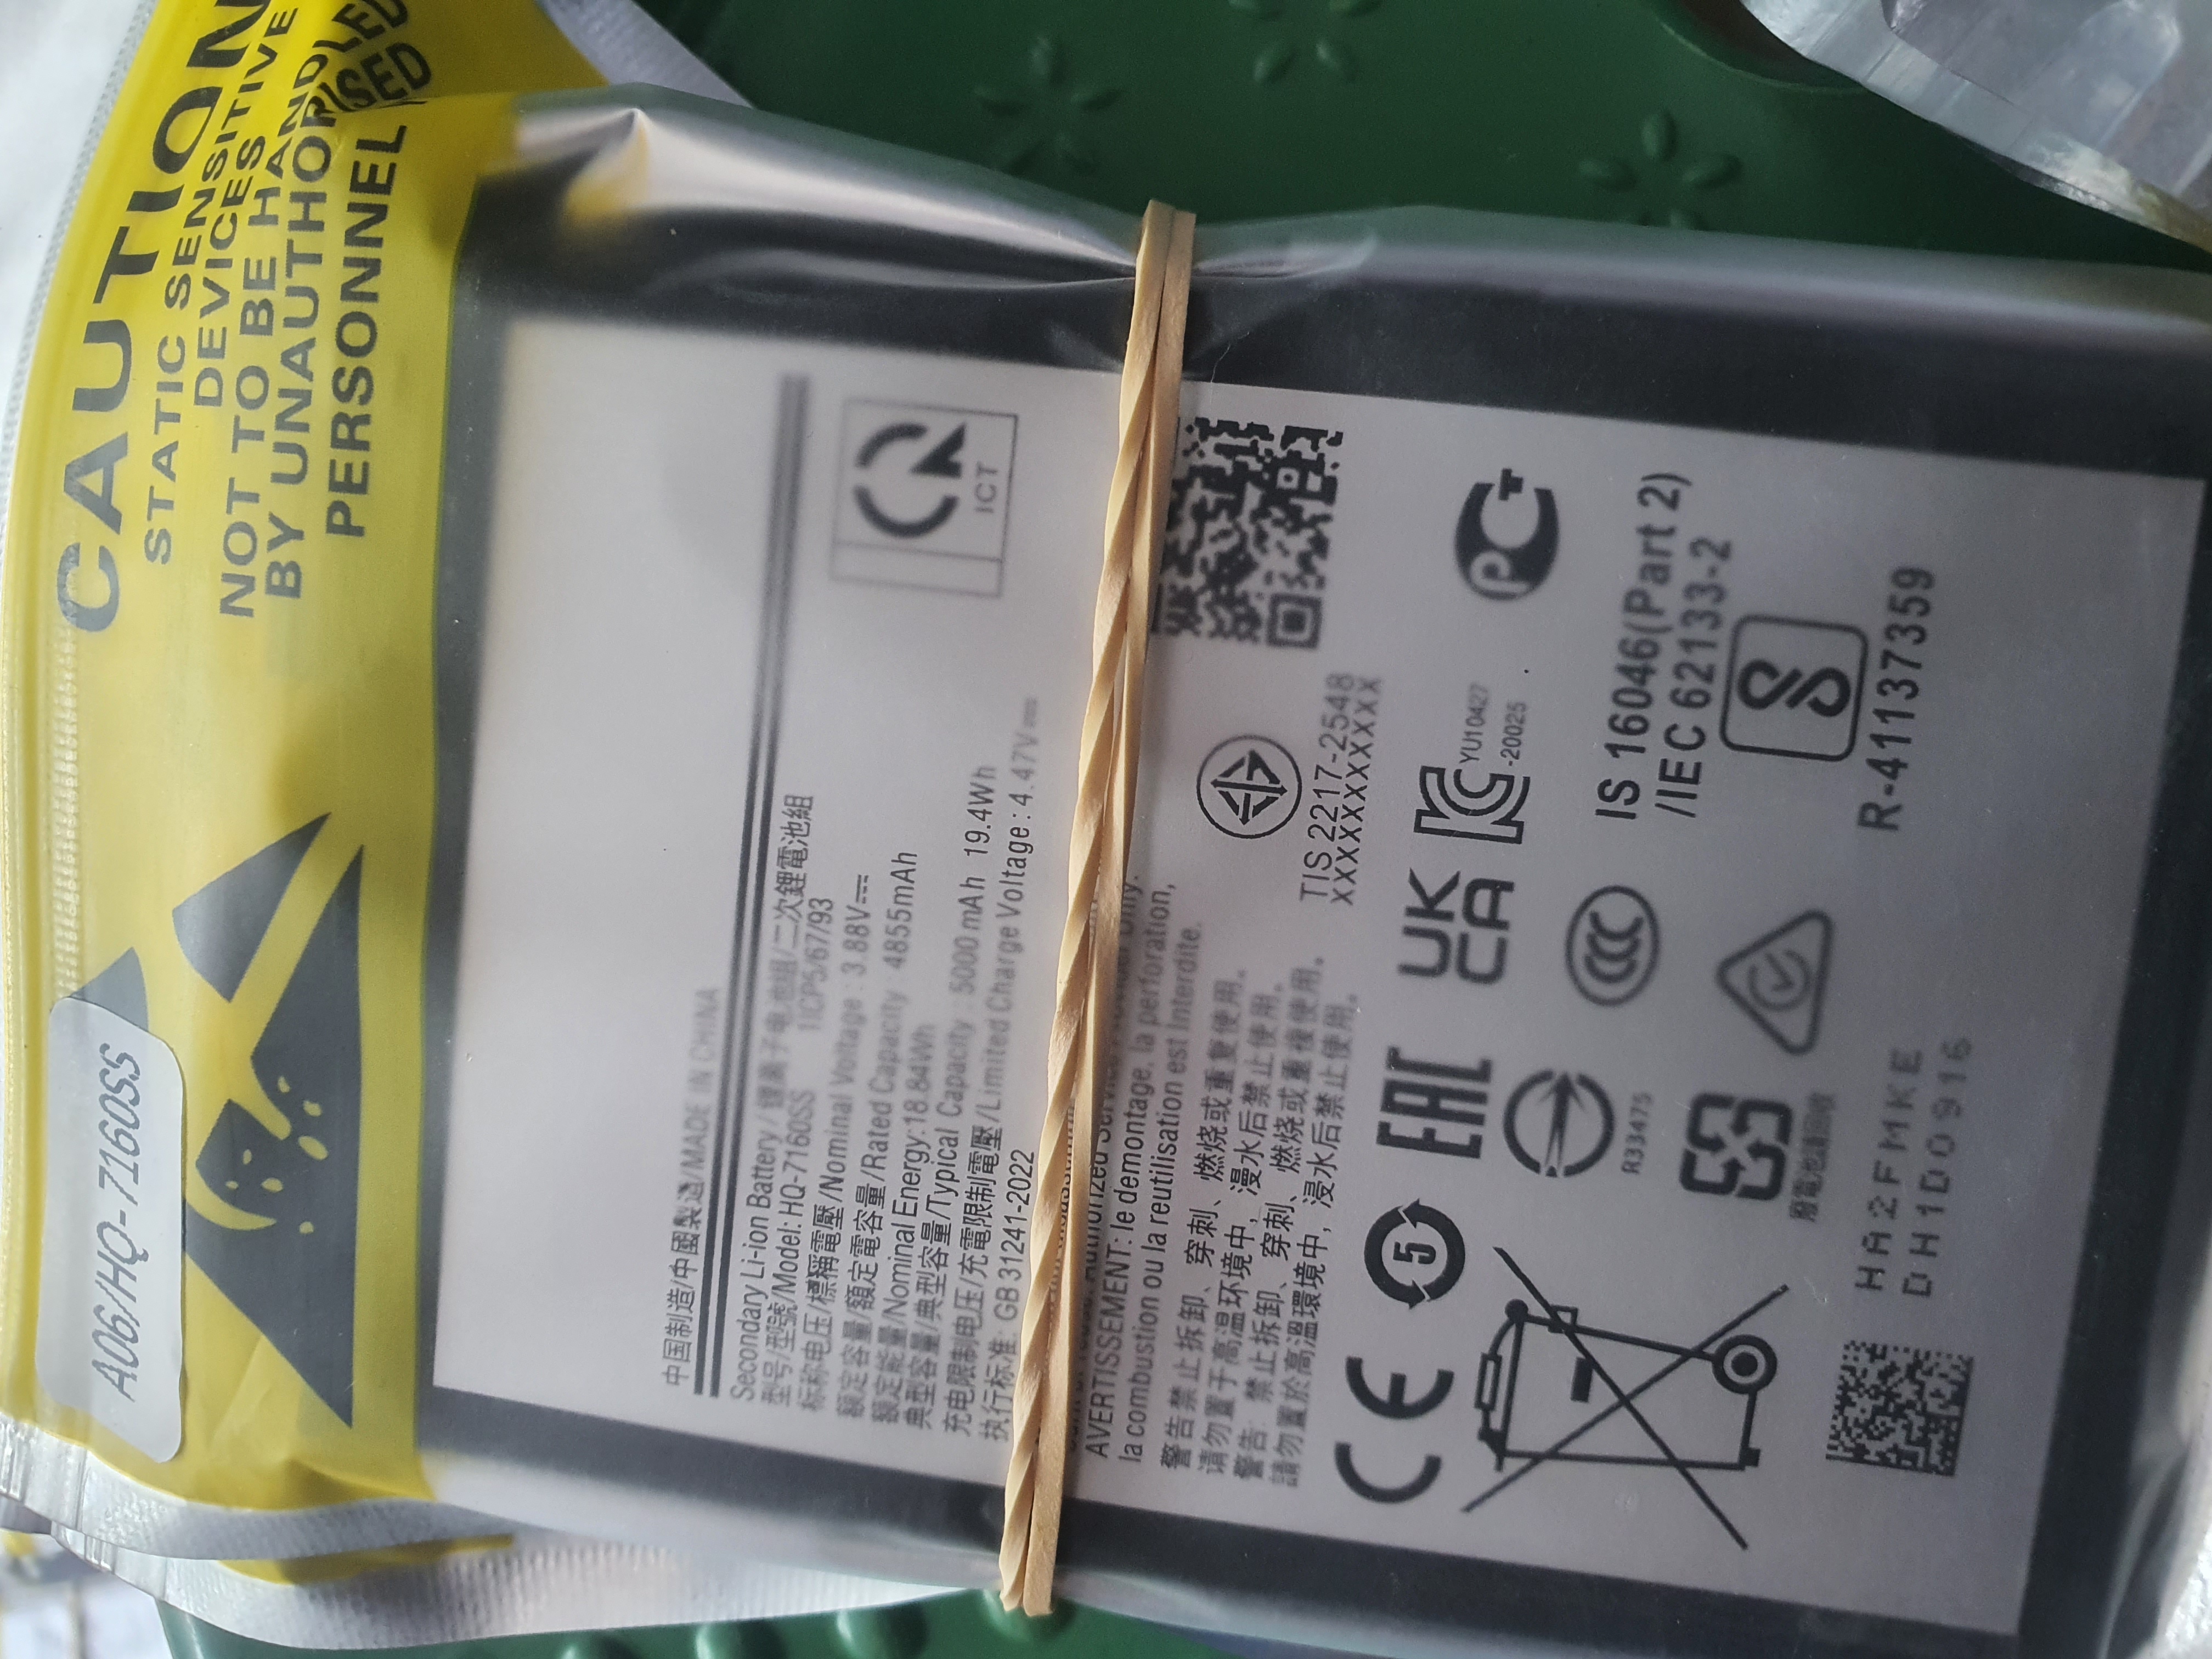 CAUTION
STATIC SENSITIVE
DEVICES
NOT TO BE HANDLED
BY UNAUTHORISED
PERSONNEL
A06/HQ-7160SS
中国制造/中國製造/MADE IN CHINA
Secondary Li-ion Battery/锂离子电池组/二次鋰電池組
型号/型號/Model: HQ-7160SS 1ICP5/67/93
标称电压/標稱電壓/Nominal Voltage: 3.88V
额定容量/額定電容量/Rated Capacity 4855mAh
额定能量/Nominal Energy:18.84Wh
典型容量/典型容量/Typical Capacity: 5000 mAh 19.4Wh
充电限制电压/充電限制電壓/Limited Charge Voltage: 4.47V
执行标准: GB 31241-2022
ICT
Authorized Service
AVERTISSEMENT: le demontage, la perforation,
la combustion ou la reutilisation est Interdite.
警告禁止拆卸、穿刺、燃烧或重复使用。
请勿置于高温环境中,浸水后禁止使用。
警告: 禁止拆卸、穿刺、燃燒或重複使用。
請勿置於高溫環境中,浸水后禁止使用。
TIS 2217-2548
XXXXXXXXXXXXX
CE
5
EAC
UK
CA
YU10427
-20025
R33475
IS 16046(Part 2)
/IEC 62133-2
R-41137359
廢電池請回收
HA2FMKE
DH1D0916